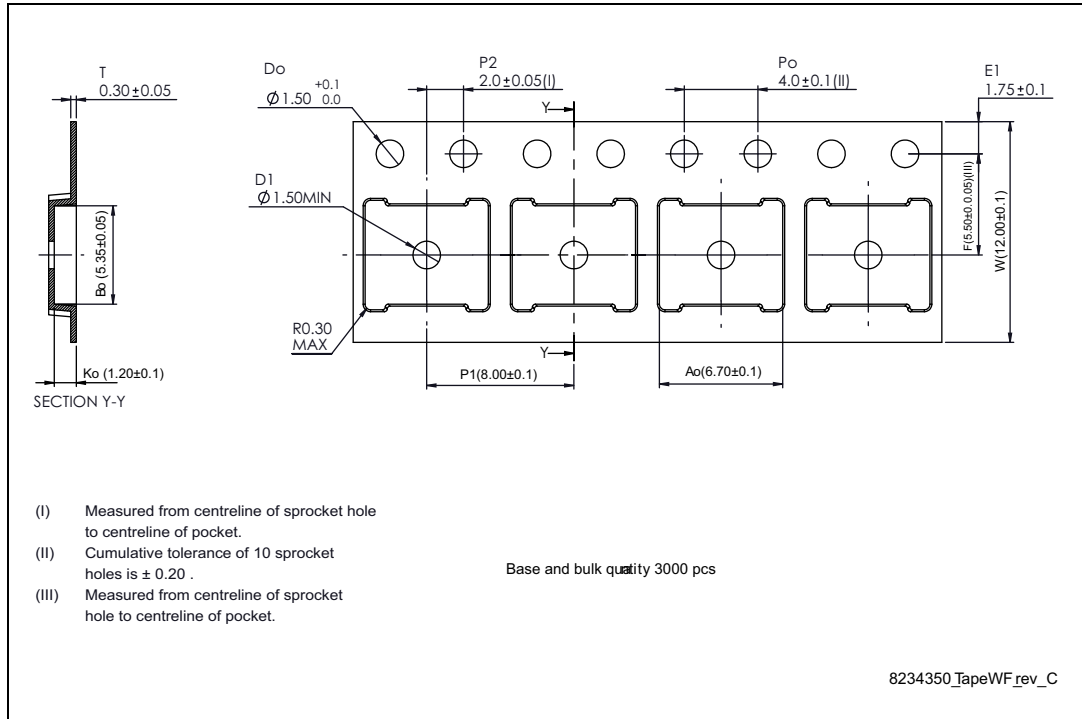 T
0.30±0.05
Do
Ø1.50 +0.1 0.0
P2
2.0±0.05(I)
Po
4.0±0.1(II)
E1
1.75±0.1
Y
D1
Ø1.50MIN
Bo (5.35±0.05)
F(5.50±0.0.05)(III)
W(12.00±0.1)
R0.30
MAX
Y
Ko (1.20±0.1)
P1(8.00±0.1)
Ao(6.70±0.1)
SECTION Y-Y
(I) Measured from centreline of sprocket hole
to centreline of pocket.
(II) Cumulative tolerance of 10 sprocket
holes is ± 0.20 .
(III) Measured from centreline of sprocket
hole to centreline of pocket.
Base and bulk quatity 3000 pcs
8234350_TapeWF_rev_C